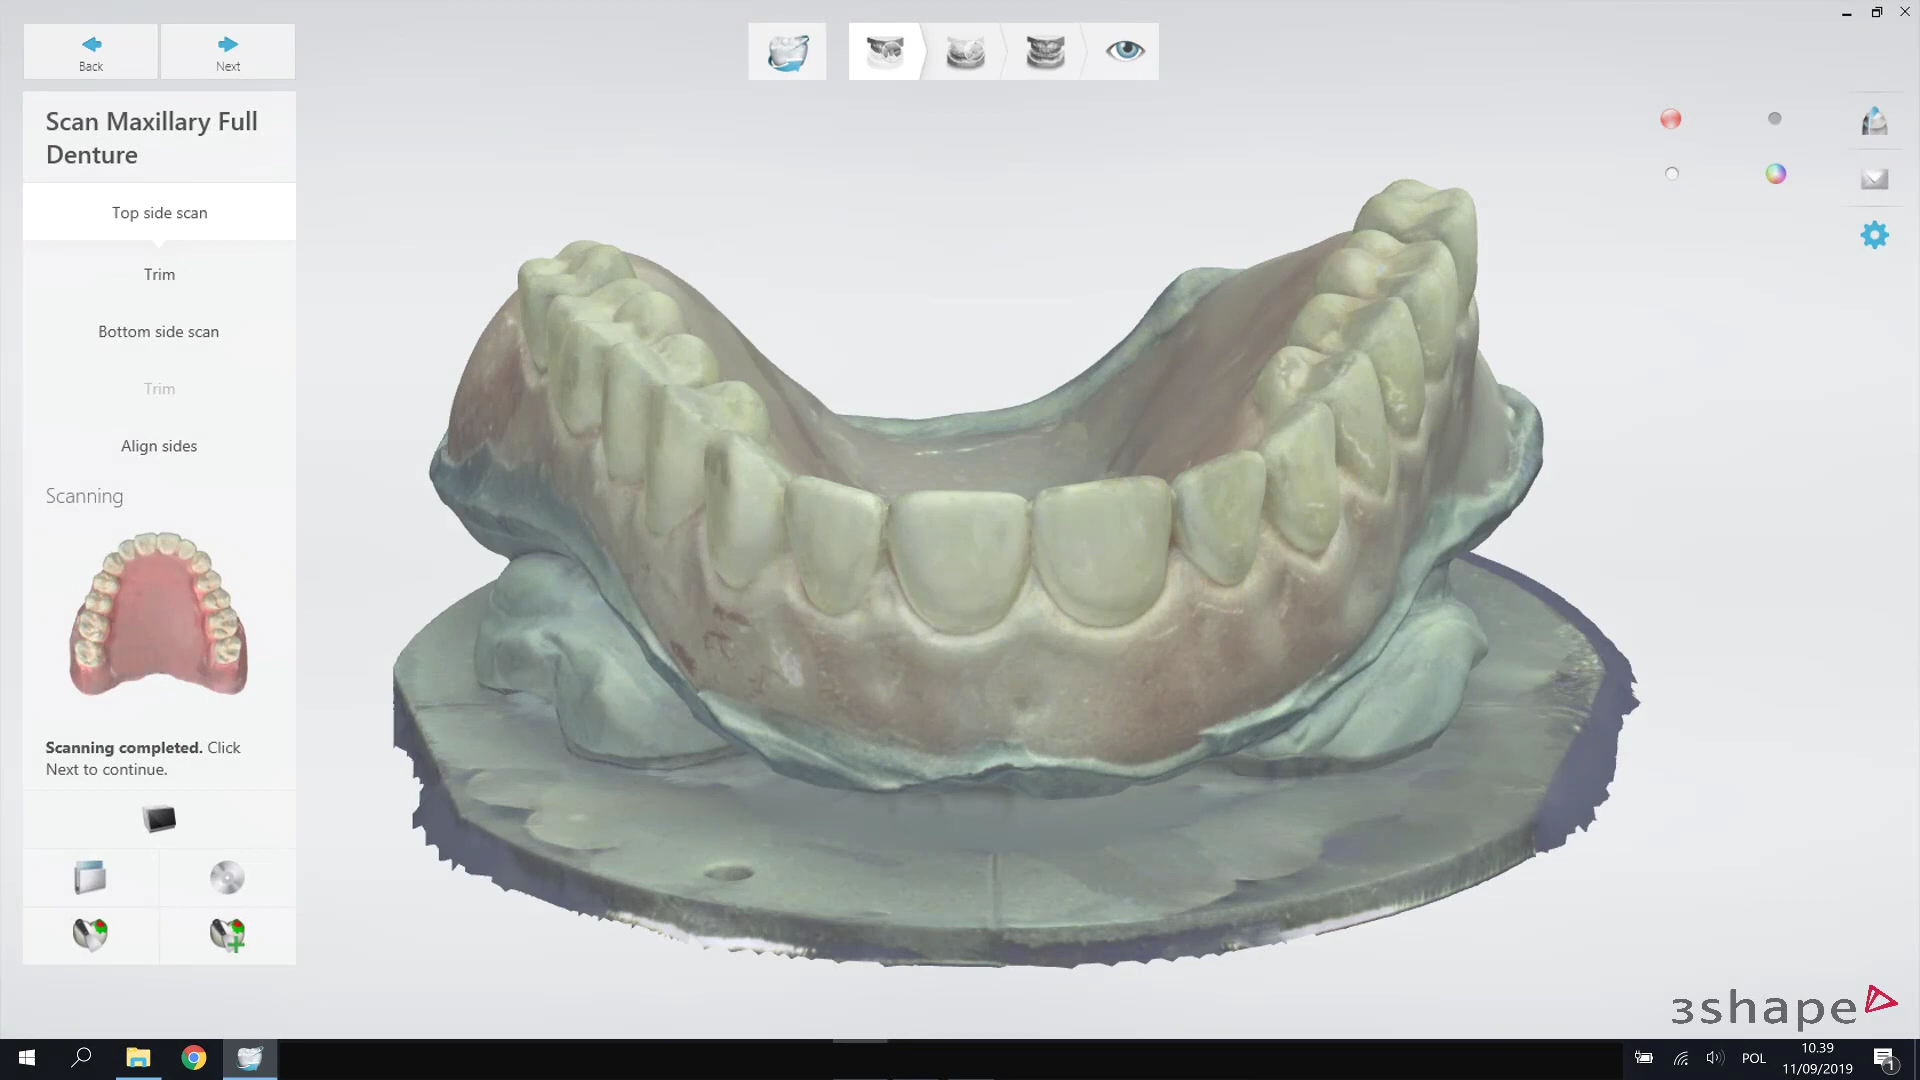 Back
Next
Scan Maxillary Full
Denture
Top side scan
Trim
Bottom side scan
Trim
Align sides
Scanning
Scanning completed. Click
Next to continue.
3shape
POL
10.39
11/09/2019
1